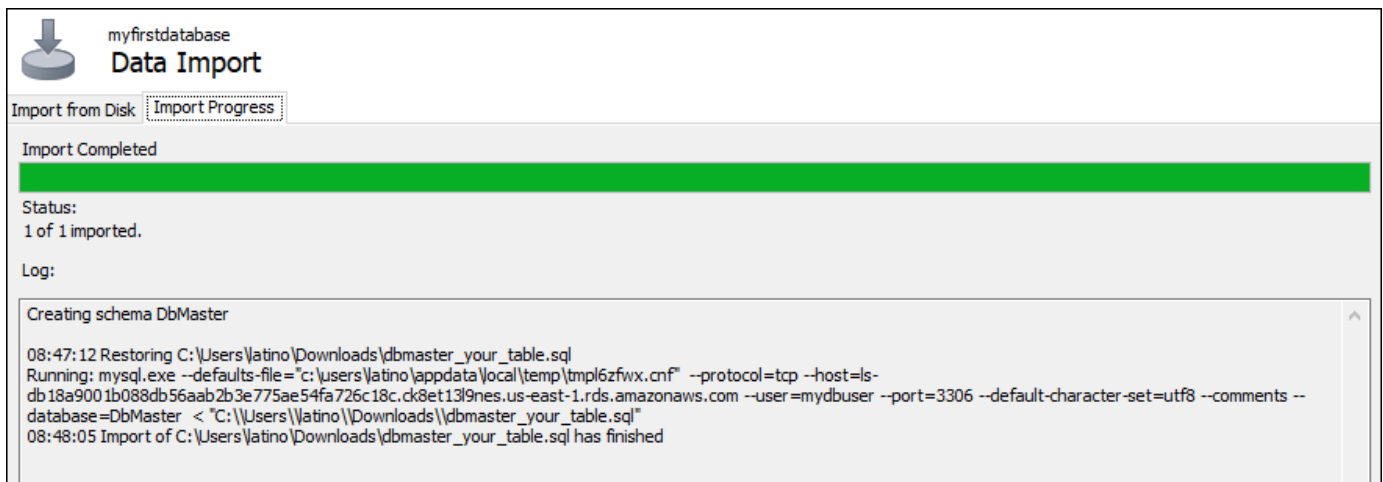 myfirstdatabase
Data Import
Import from Disk Import Progress
Import Completed
Status:
1 of 1 imported.
Log:
Creating schema DbMaster
08:47:12 Restoring C:\Users\latino\Downloads\dbmaster_your_table.sql
Running: mysql.exe --defaults-file="c:\users\latino\appdata\local\temp\tmpl6zfwx.cnf" --protocol=tcp --host=ls-
db18a9001b088db56aab2b3e775ae54fa726c18c.ck8et13l9nes.us-east-1.rds.amazonaws.com --user=mydbuser --port=3306 --default-character-set=utf8 --comments --
database=DbMaster < "C:\\Users\\latino\\Downloads\\dbmaster_your_table.sql"
08:48:05 Import of C:\Users\latino\Downloads\dbmaster_your_table.sql has finished